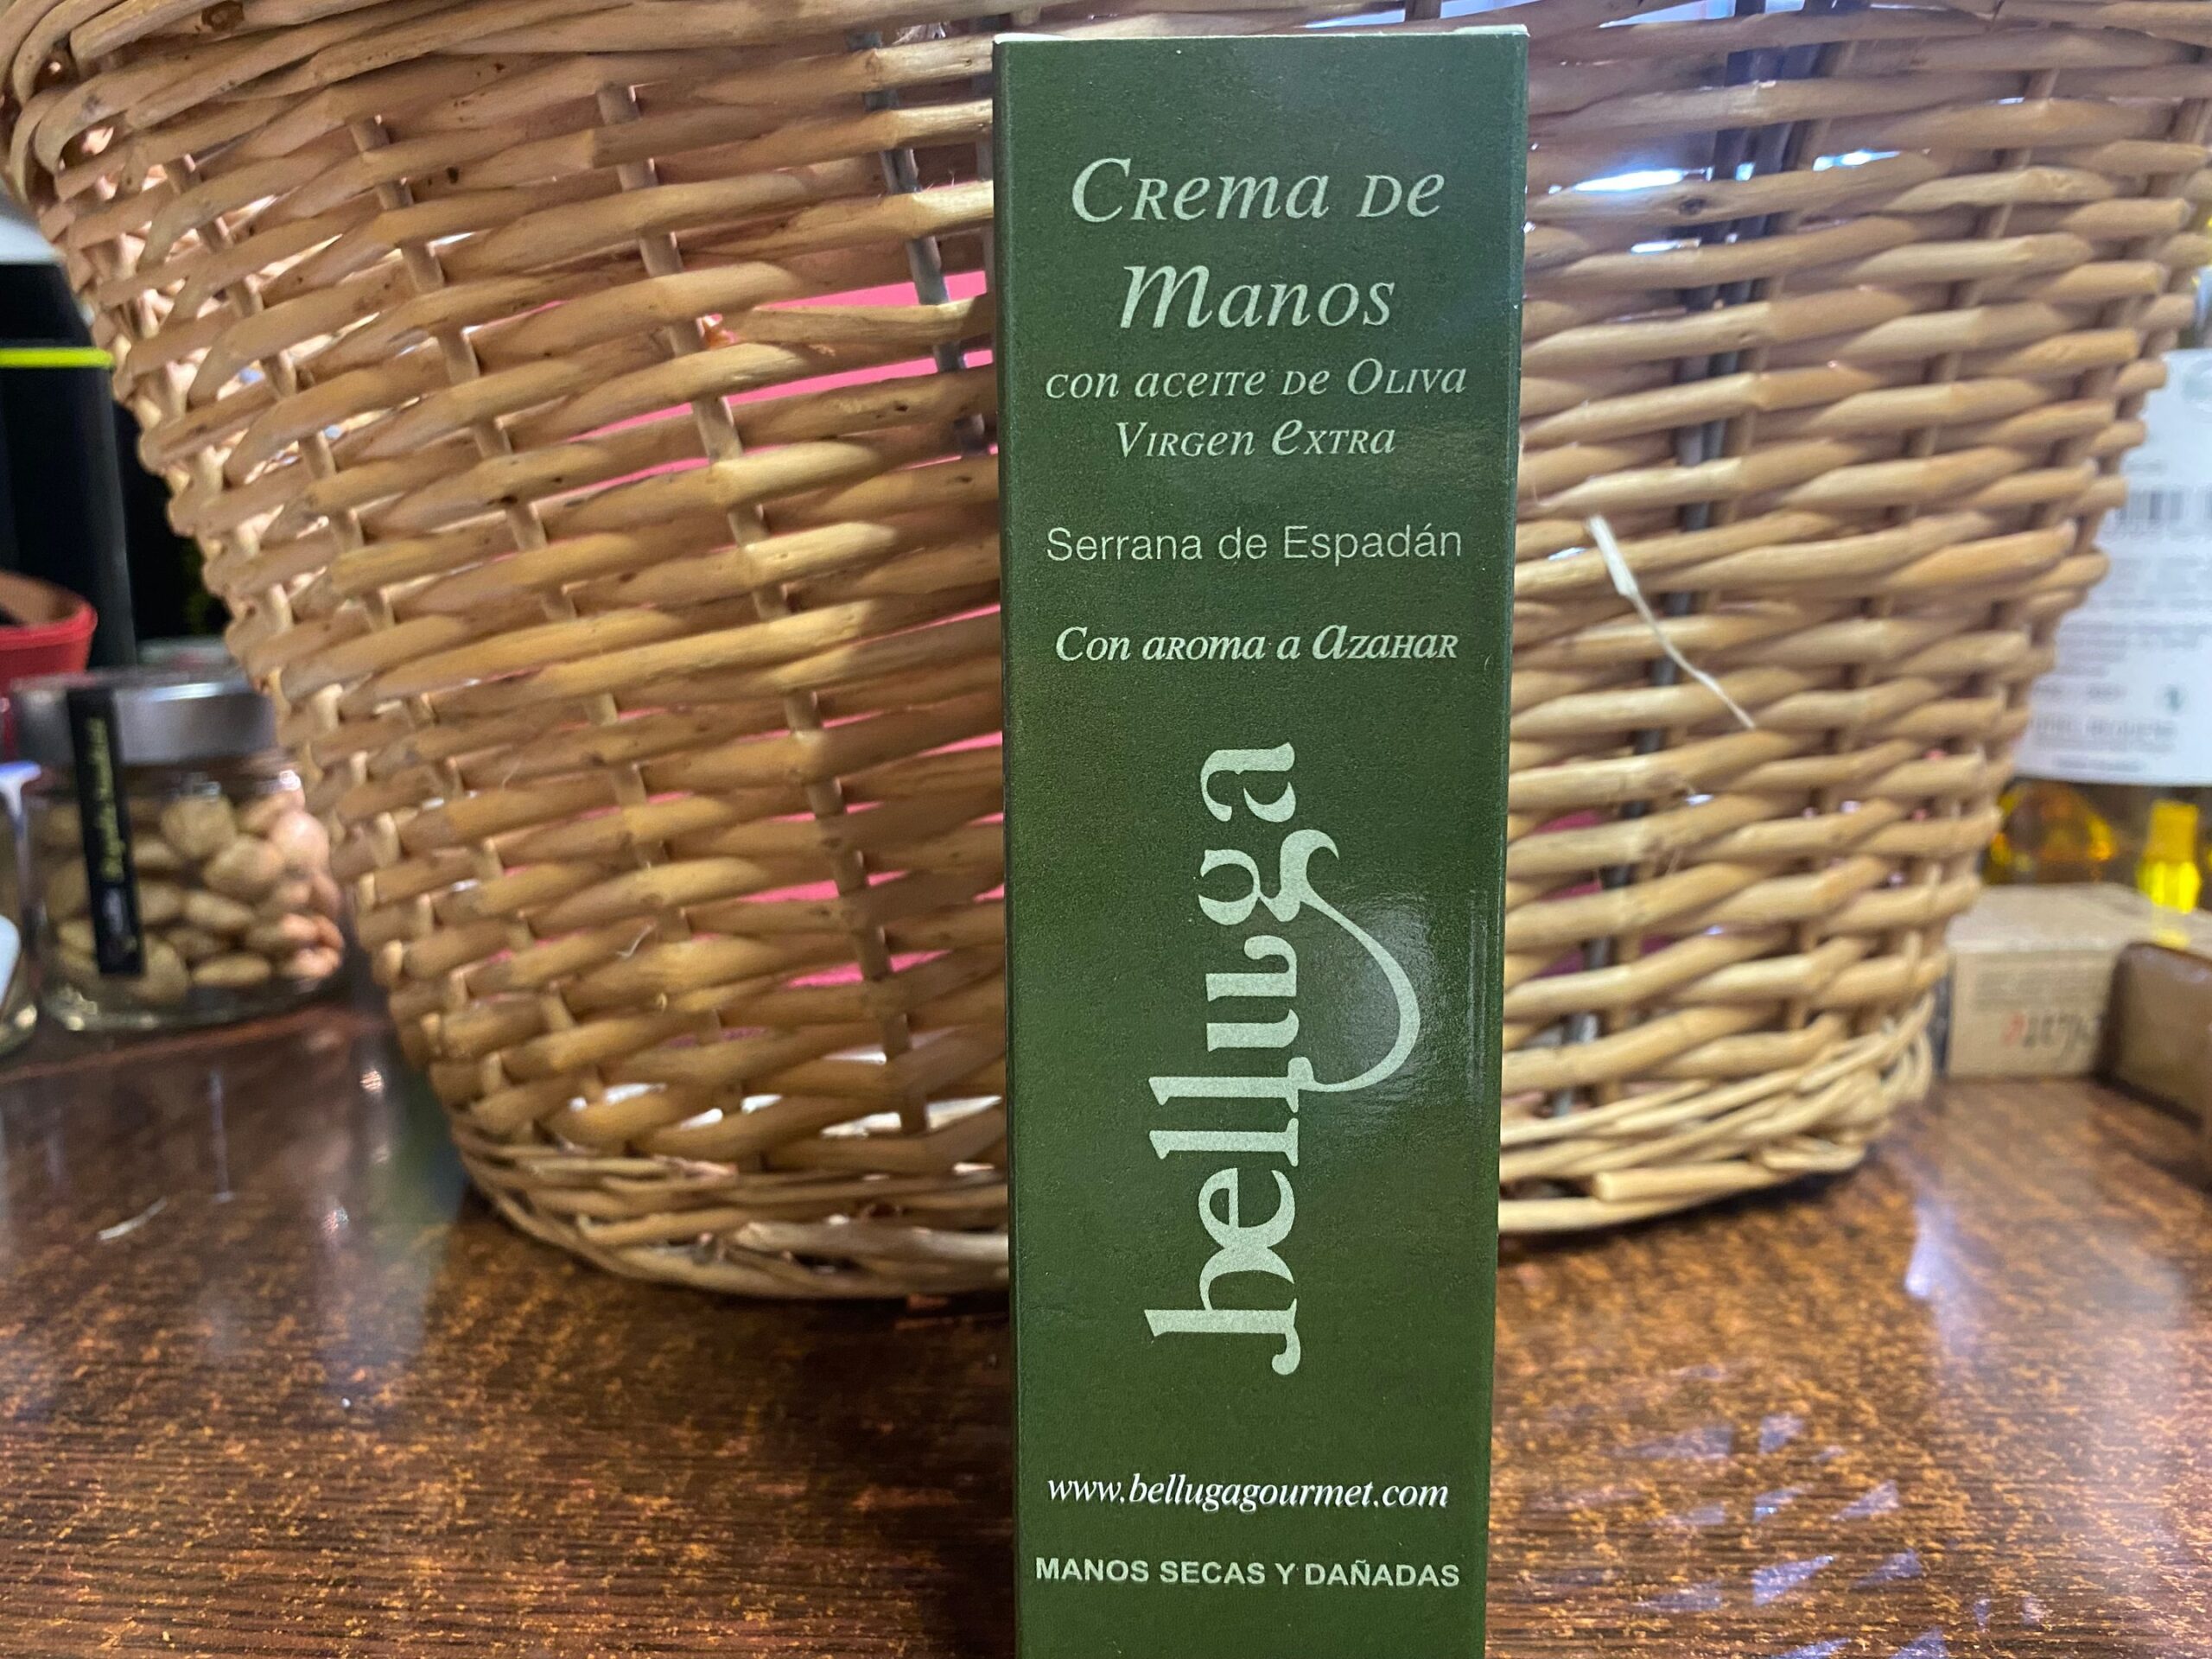 Crema de
Manos
con aceite de Oliva
Virgen Extra
Serrana de Espadán
Con aroma a Azahar
belluga
www.bellugagourmet.com
MANOS SECAS Y DAÑADAS